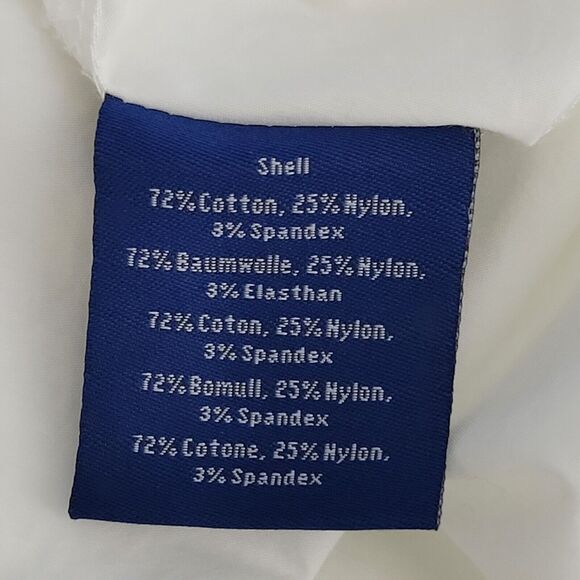 Shell
72% Cotton, 25% Nylon,
3% Spandex
72% Baumwolle, 25% Nylon,
3% Elasthan
72% Coton, 25% Nylon,
3% Spandex
72% Bomull, 25% Nylon,
3% Spandex
72% Cotone, 25% Nylon,
3% Spandex